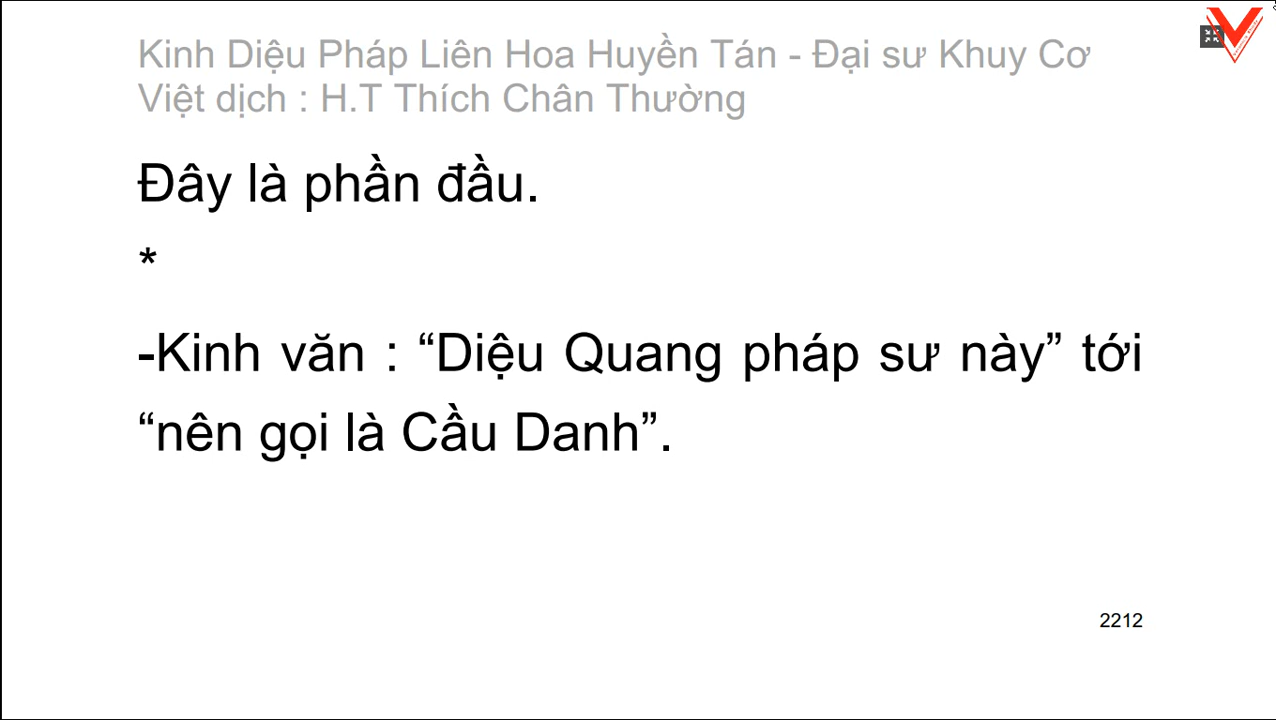 Kinh Diệu Pháp Liên Hoa Huyền Tán - Đại sư Khuy Cơ
Việt dịch : H.T Thích Chân Thường
Đây là phần đầu.
*
-Kinh văn : “Diệu Quang pháp sư này” tới
“nên gọi là Cầu Danh”.
2212